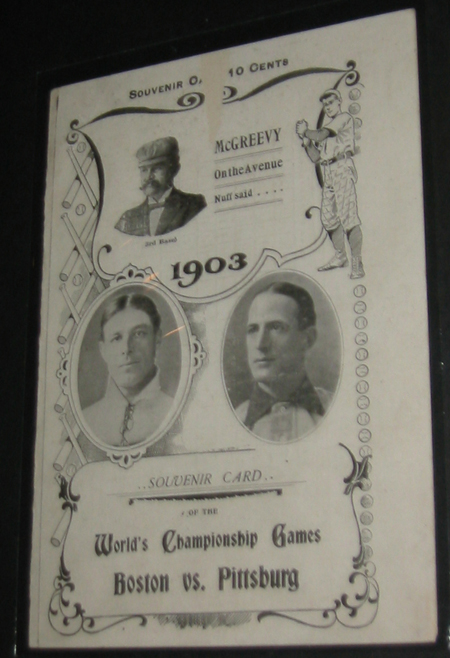 SOUVENIR 10 CENTS
McGREEVY
On the Avenue
Nuff said . . . .
1903
..SOUVENIR CARD..
OF THE
World's Championship Games
Boston vs. Pittsburg